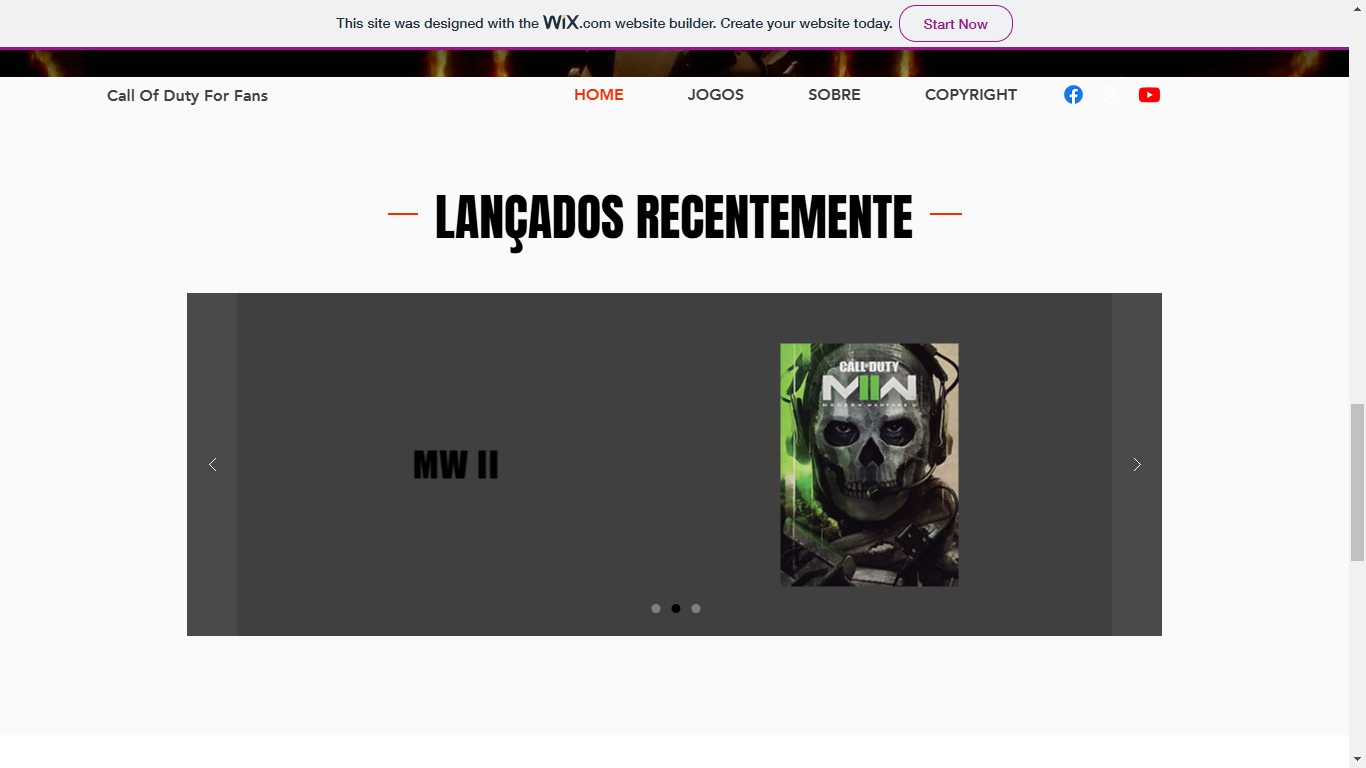 This site was designed with the WiX.com website builder. Create your website today. Start Now
Call Of Duty For Fans HOME JOGOS SOBRE COPYRIGHT
LANÇADOS RECENTEMENTE
MW II
CALL OF DUTY
MIIW
MODERN WARFARE II